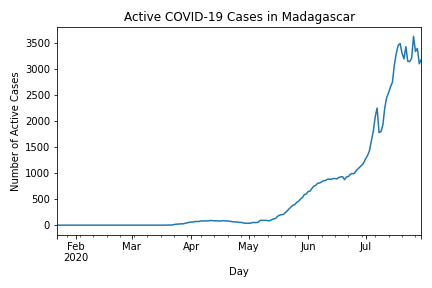 Active COVID-19 Cases in Madagascar
3500
3000
2500
2000
1500
1000
500
0
Number of Active Cases
Feb Mar Apr May Jun Jul
2020
Day